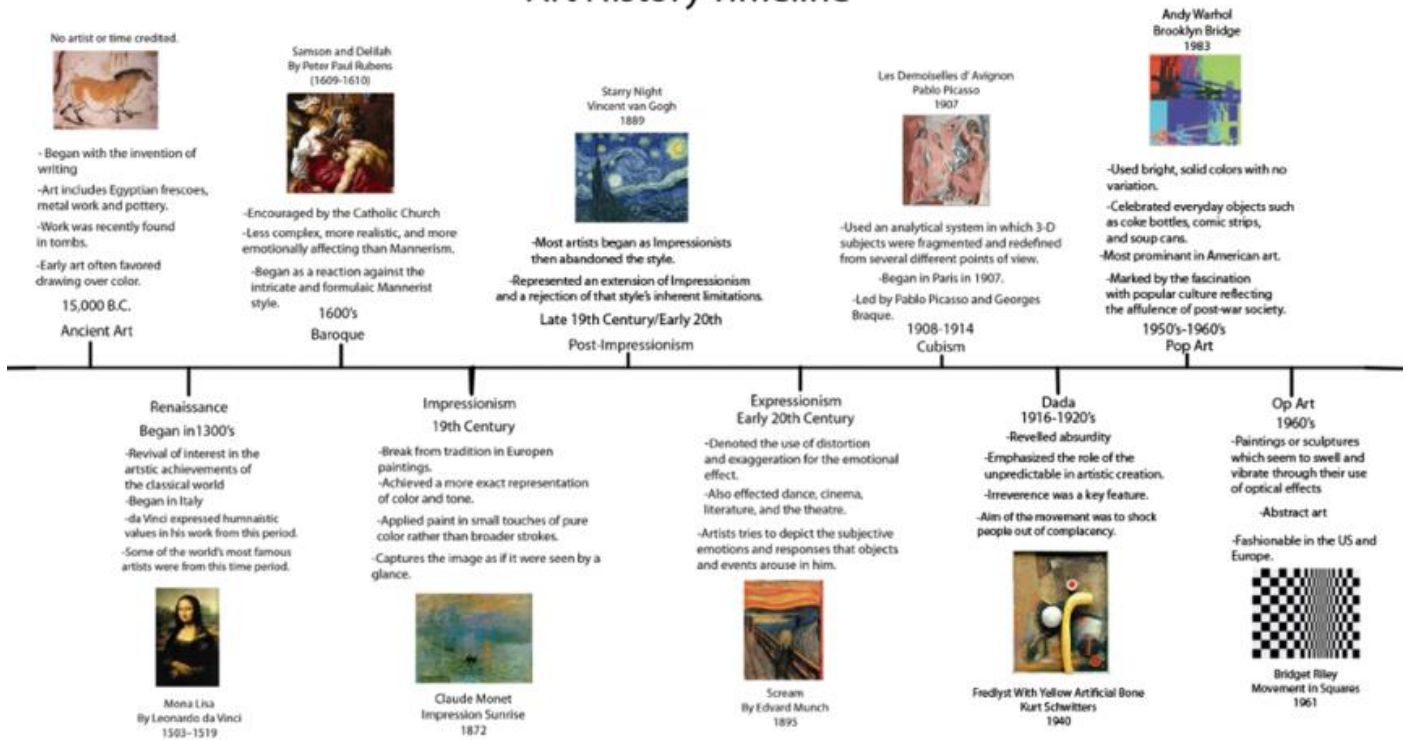 Art History Timeline
No artist or time credited.
- Began with the invention of
writing
-Art includes Egyptian frescoes,
metal work and pottery.
-Work was recently found
in tombs.
-Early art often favored
drawing over color.
15,000 B.C.
Ancient Art
Samson and Delilah
By Peter Paul Rubens
(1609-1610)
-Encouraged by the Catholic Church
-Less complex, more realistic, and more
emotionally affecting than Mannerism.
-Began as a reaction against the
intricate and formulaic Mannerist
style.
1600's
Baroque
Starry Night
Vincent van Gogh
1889
-Most artists began as Impressionists
then abandoned the style.
-Represented an extension of Impressionism
and a rejection of that style's inherent limitations.
Late 19th Century/Early 20th
Post-Impressionism
Les Demoiselles d' Avignon
Pablo Picasso
1907
-Used an analytical system in which 3-D
subjects were fragmented and redefined
from several different points of view.
-Began in Paris in 1907.
-Led by Pablo Picasso and Georges
Braque.
1908-1914
Cubism
Andy Warhol
Brooklyn Bridge
1983
-Used bright, solid colors with no
variation.
-Celebrated everyday objects such
as coke bottles, comic strips,
and soup cans.
-Most prominent in American art.
-Marked by the fascination
with popular culture reflecting
the affulence of post-war society.
1950's-1960's
Pop Art
Renaissance
Began in1300's
-Revival of interest in the
artstic achievements of
the classical world
-Began in Italy
-da Vinci expressed humnaistic
values in his work from this period.
-Some of the world's most famous
artists were from this time period.
Mona Lisa
By Leonardo da Vinci
1503-1519
Impressionism
19th Century
-Break from tradition in Europen
paintings.
-Achieved a more exact representation
of color and tone.
-Applied paint in small touches of pure
color rather than broader strokes.
-Captures the image as if it were seen by a
glance.
Claude Monet
Impression Sunrise
1872
Expressionism
Early 20th Century
-Denoted the use of distortion
and exaggeration for the emotional
effect.
-Also effected dance, cinema,
literature, and the theatre.
-Artists tries to depict the subjective
emotions and responses that objects
and events arouse in him.
Scream
By Edvard Munch
1895
Dada
1916-1920's
-Revelled absurdity
-Emphasized the role of the
unpredictable in artistic creation.
-Irreverence was a key feature.
-Aim of the movement was to shock
people out of complacency.
Fredlyst With Yellow Artificial Bone
Kurt Schwitters
1940
Op Art
1960's
-Paintings or sculptures
which seem to swell and
vibrate through their use
of optical effects
-Abstract art
-Fashionable in the US and
Europe.
Bridget Riley
Movement in Squares
1961